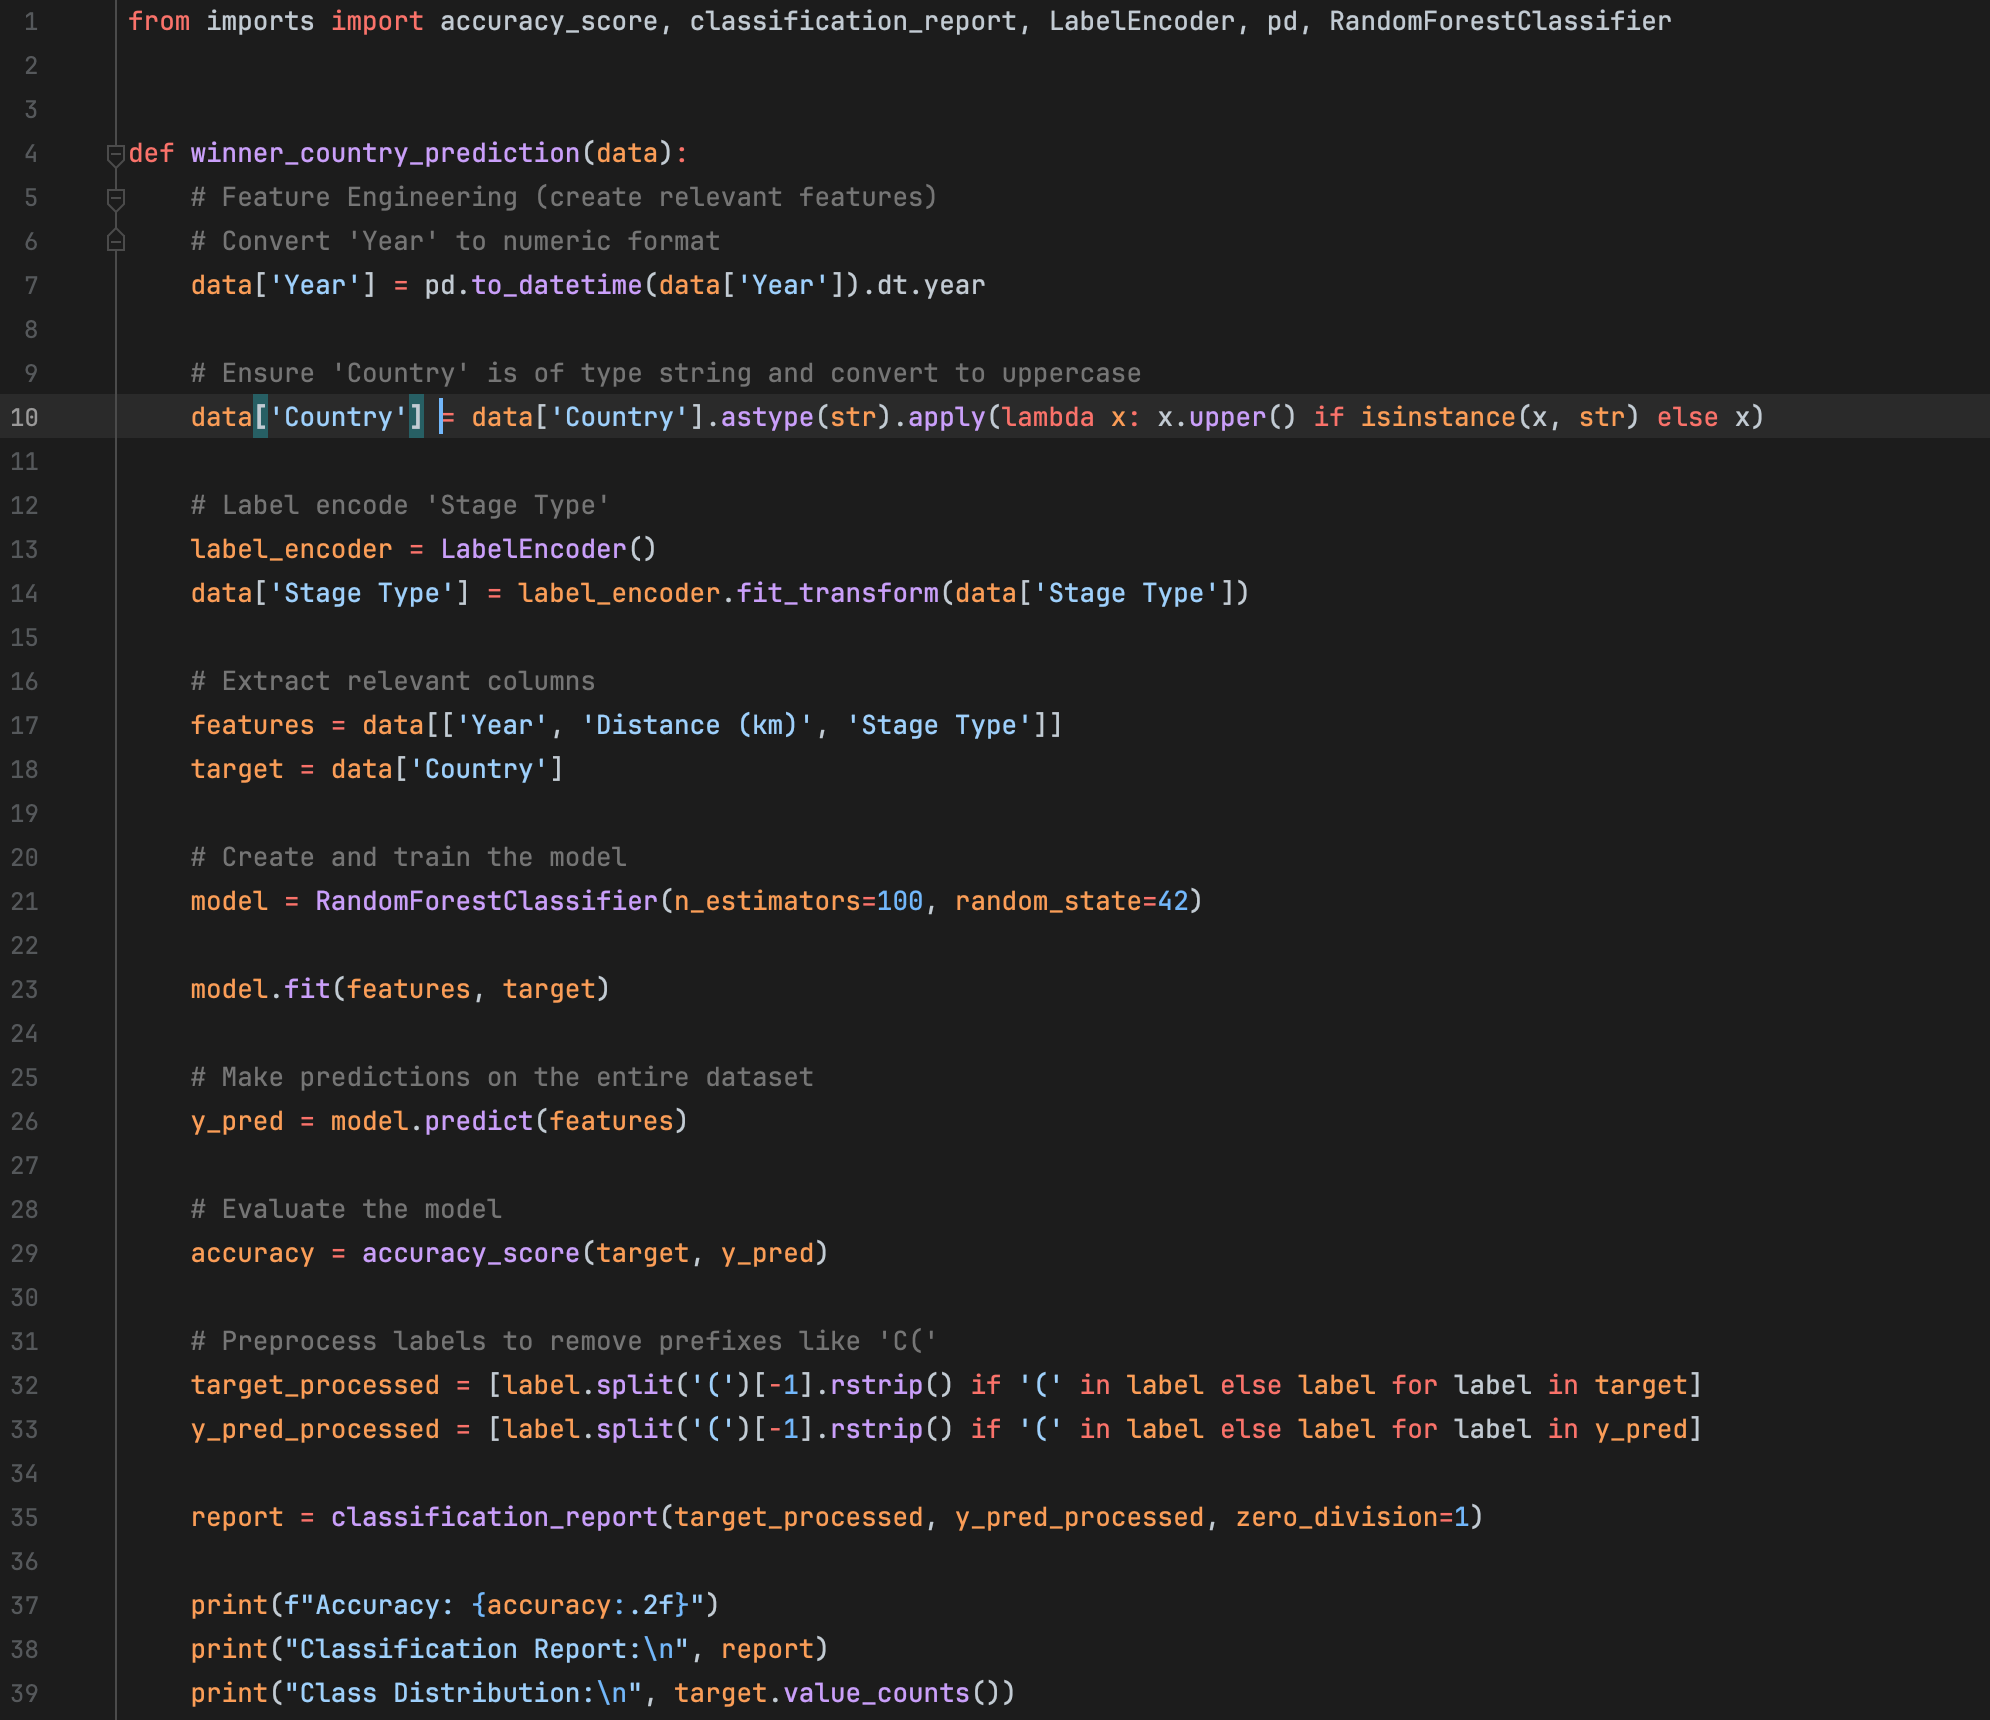 1 from imports import accuracy_score, classification_report, LabelEncoder, pd, RandomForestClassifier
2
3
4 def winner_country_prediction(data):
5     # Feature Engineering (create relevant features)
6     # Convert 'Year' to numeric format
7     data['Year'] = pd.to_datetime(data['Year']).dt.year
8
9     # Ensure 'Country' is of type string and convert to uppercase
10     data['Country'] = data['Country'].astype(str).apply(lambda x: x.upper() if isinstance(x, str) else x)
11
12     # Label encode 'Stage Type'
13     label_encoder = LabelEncoder()
14     data['Stage Type'] = label_encoder.fit_transform(data['Stage Type'])
15
16     # Extract relevant columns
17     features = data[['Year', 'Distance (km)', 'Stage Type']]
18     target = data['Country']
19
20     # Create and train the model
21     model = RandomForestClassifier(n_estimators=100, random_state=42)
22
23     model.fit(features, target)
24
25     # Make predictions on the entire dataset
26     y_pred = model.predict(features)
27
28     # Evaluate the model
29     accuracy = accuracy_score(target, y_pred)
30
31     # Preprocess labels to remove prefixes like 'C('
32     target_processed = [label.split('(')[-1].rstrip() if '(' in label else label for label in target]
33     y_pred_processed = [label.split('(')[-1].rstrip() if '(' in label else label for label in y_pred]
34
35     report = classification_report(target_processed, y_pred_processed, zero_division=1)
36
37     print(f"Accuracy: {accuracy:.2f}")
38     print("Classification Report:\n", report)
39     print("Class Distribution:\n", target.value_counts())